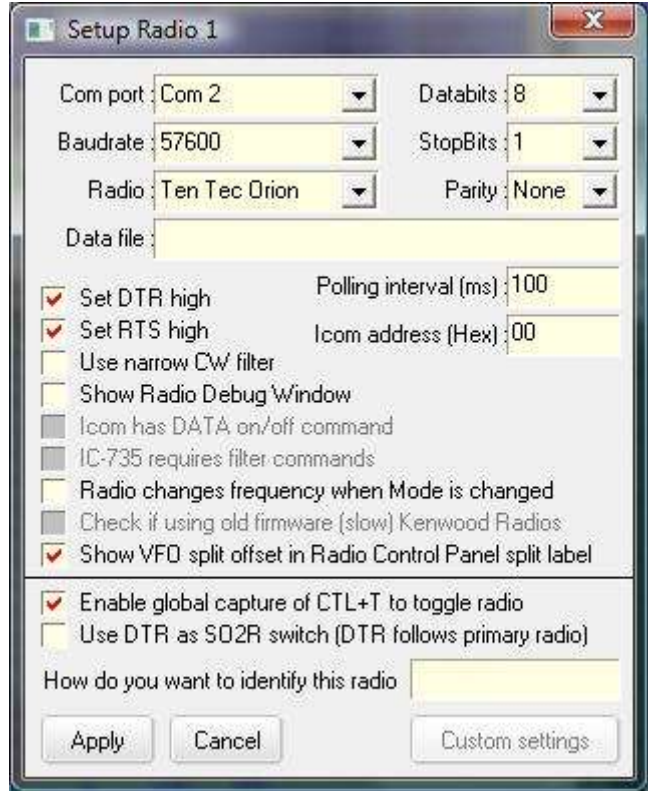 Setup Radio 1
Com port : Com 2 Databits : 8
Baudrate : 57600 StopBits : 1
Radio : Ten Tec Orion Parity : None
Data file :
Polling interval (ms) : 100
Set DTR high
Set RTS high Icom address (Hex) : 00
Use narrow CW filter
Show Radio Debug Window
Icom has DATA on/off command
IC-735 requires filter commands
Radio changes frequency when Mode is changed
Check if using old firmware (slow) Kenwood Radios
Show VFO split offset in Radio Control Panel split label
Enable global capture of CTL+T to toggle radio
Use DTR as SO2R switch (DTR follows primary radio)
How do you want to identify this radio
Apply Cancel Custom settings